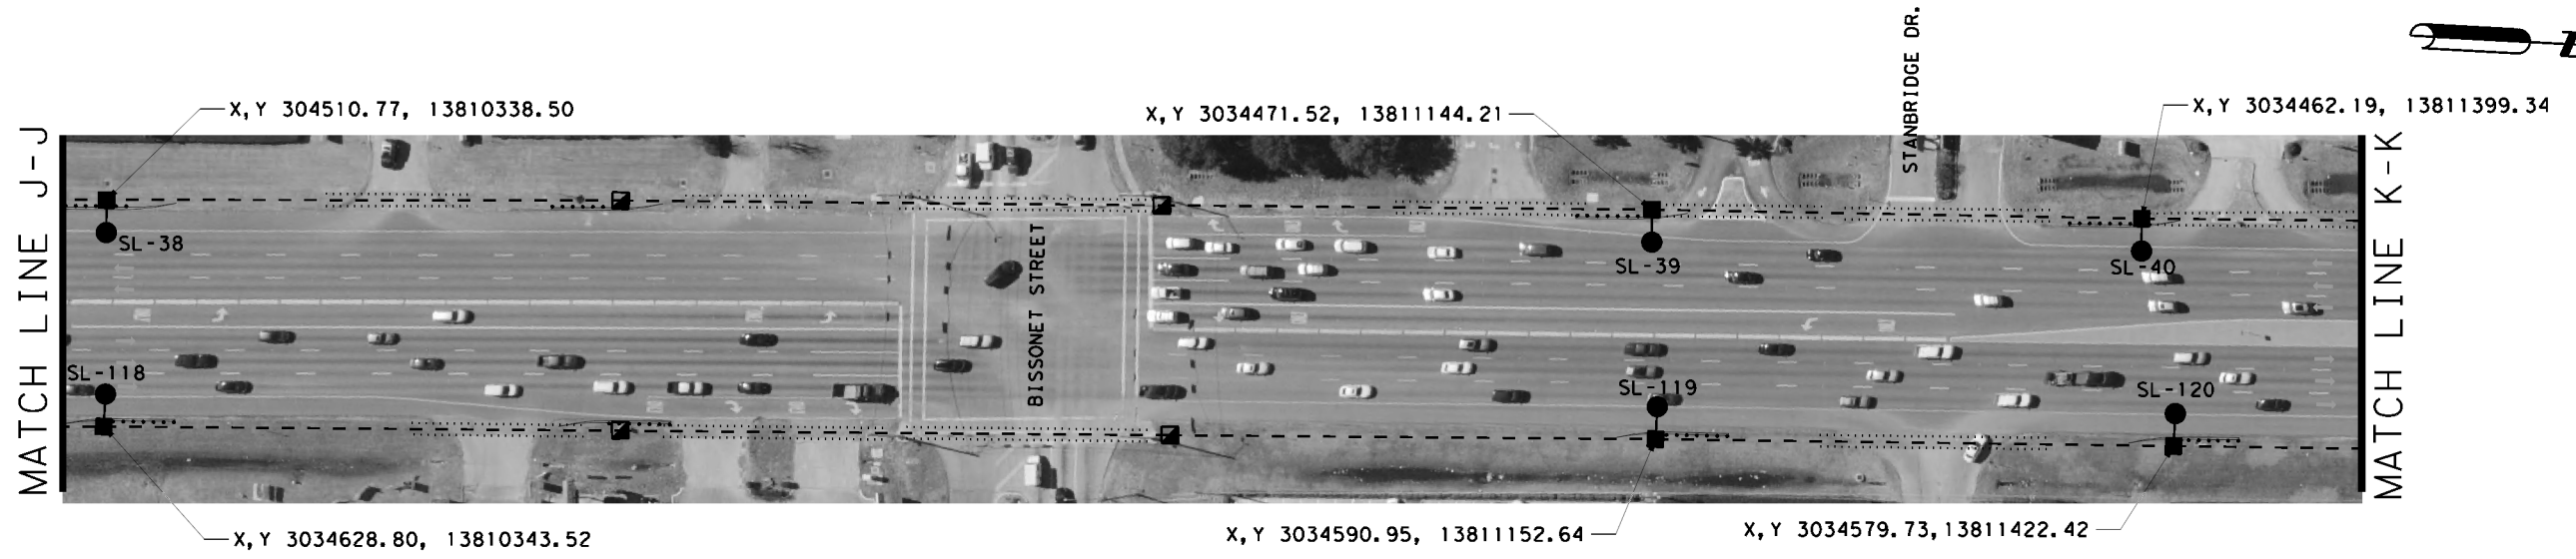 STANBRIDGE DR.
X,Y 304510.77, 13810338.50
X,Y 3034471.52, 13811144.21
X,Y 3034462.19, 13811399.34
MATCH LINE J-J
MATCH LINE K-K
SL-38
SL-39
SL-40
BISSONET STREET
SL-118
SL-119
SL-120
X,Y 3034628.80, 13810343.52
X,Y 3034590.95, 13811152.64
X,Y 3034579.73,13811422.42